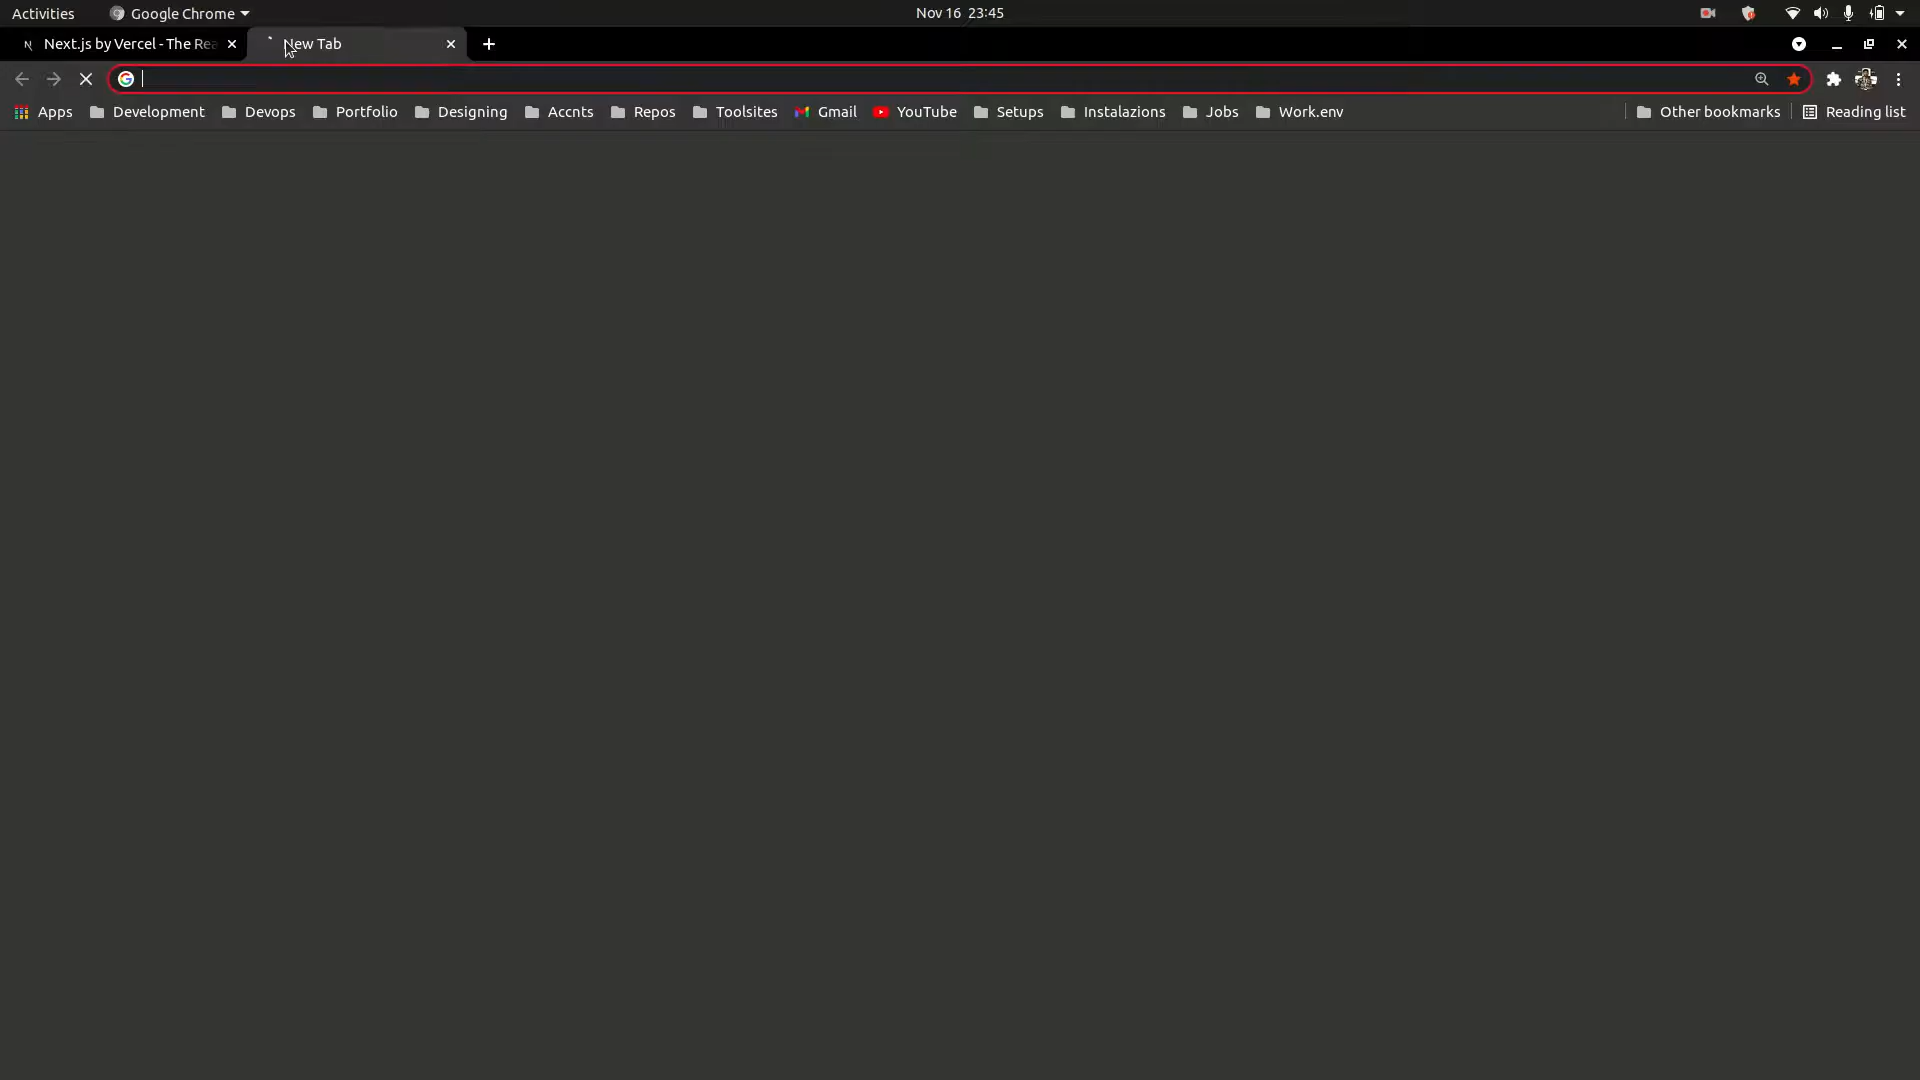 Activities Google Chrome Nov 16 23:45
Next.js by Vercel - The Rea New Tab
Apps Development Devops Portfolio Designing Accnts Repos Toolsites Gmail YouTube Setups Instalazions Jobs Work.env Other bookmarks Reading list